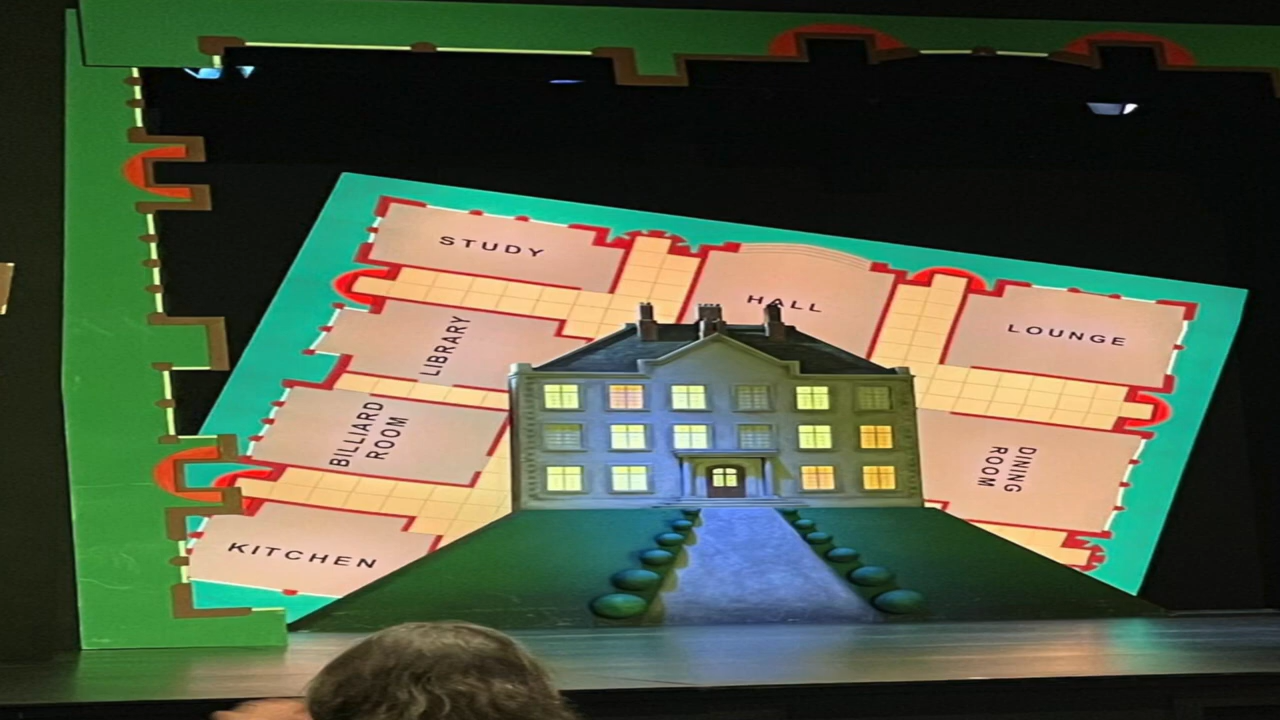 STUDY
HALL
LOUNGE
LIBRARY
BILLIARD
ROOM
DINING
ROOM
KITCHEN